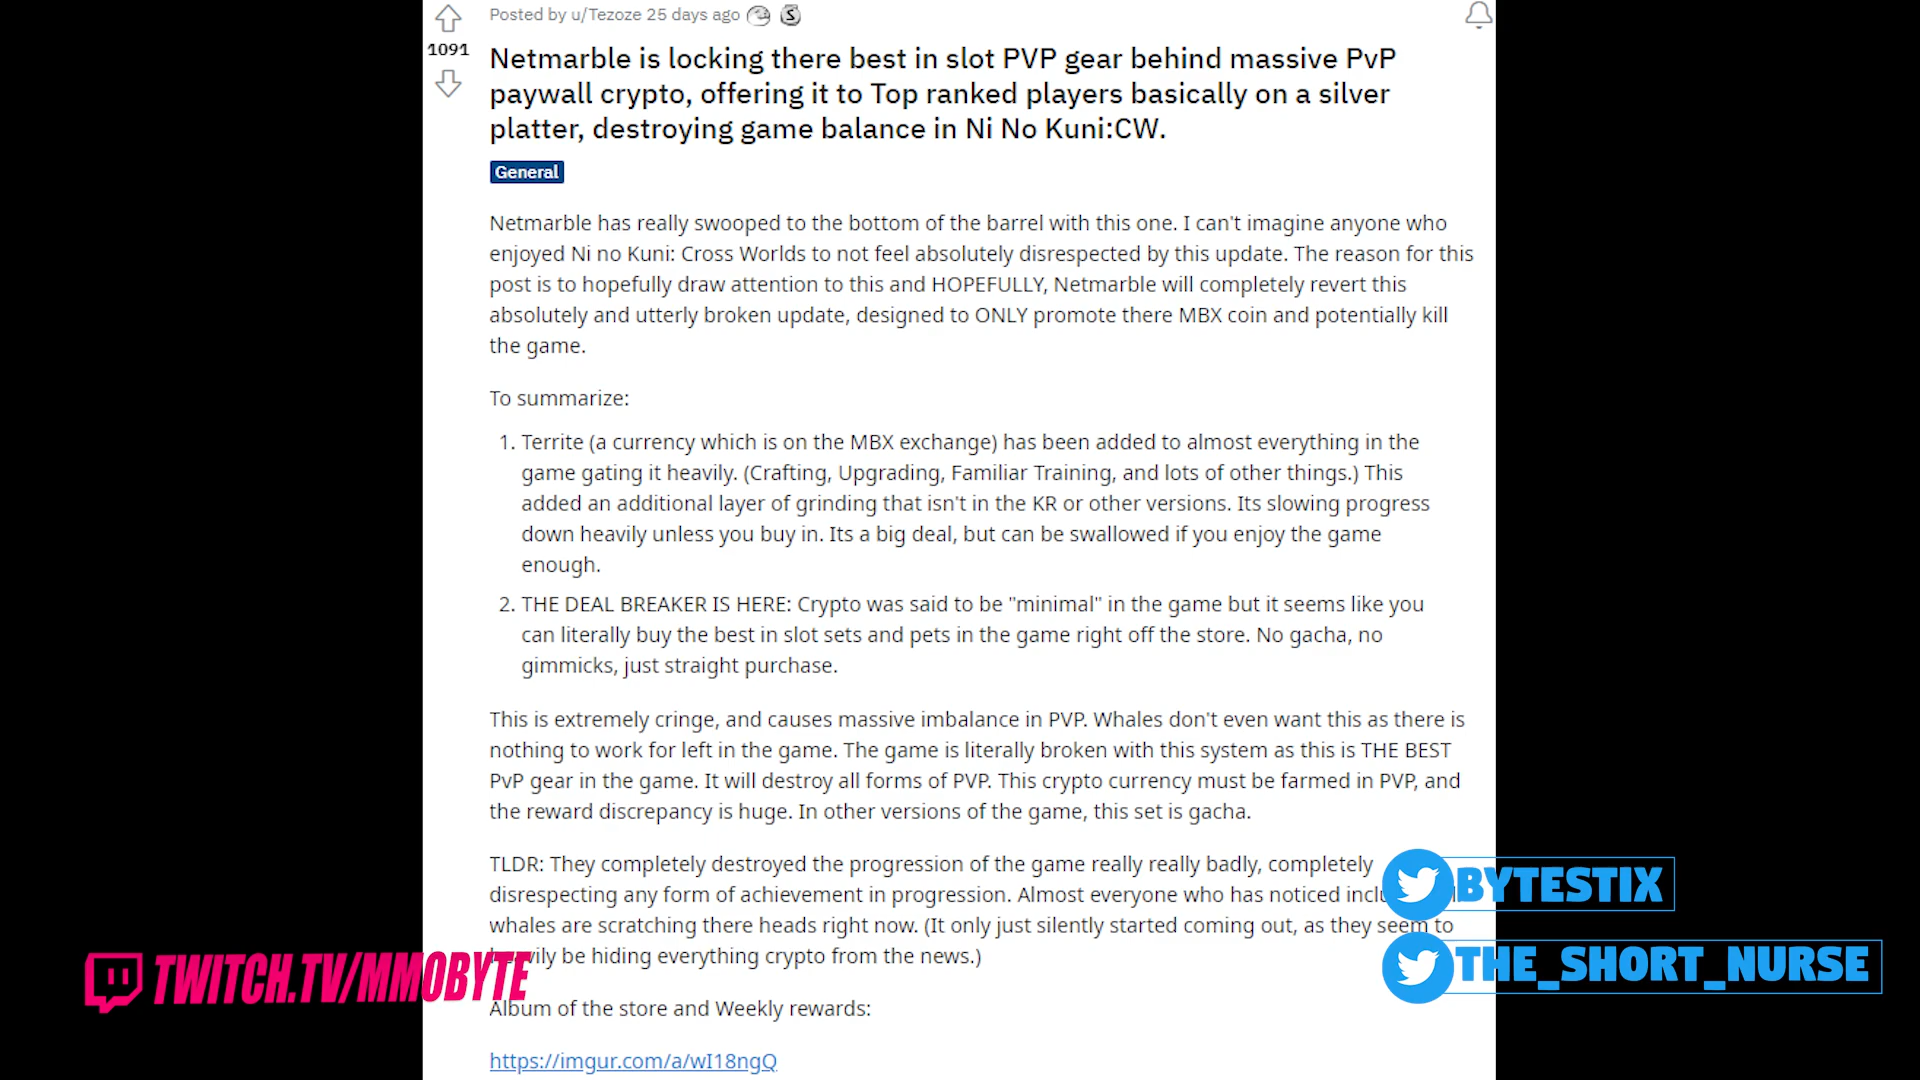 Posted by u/Tezoze 25 days ago
1091
Netmarble is locking there best in slot PVP gear behind massive PvP
paywall crypto, offering it to Top ranked players basically on a silver
platter, destroying game balance in Ni No Kuni:CW.
General
Netmarble has really swooped to the bottom of the barrel with this one. I can't imagine anyone who
enjoyed Ni no Kuni: Cross Worlds to not feel absolutely disrespected by this update. The reason for this
post is to hopefully draw attention to this and HOPEFULLY, Netmarble will completely revert this
absolutely and utterly broken update, designed to ONLY promote there MBX coin and potentially kill
the game.
To summarize:
1. Territe (a currency which is on the MBX exchange) has been added to almost everything in the
game gating it heavily. (Crafting, Upgrading, Familiar Training, and lots of other things.) This
added an additional layer of grinding that isn't in the KR or other versions. Its slowing progress
down heavily unless you buy in. Its a big deal, but can be swallowed if you enjoy the game
enough.
2. THE DEAL BREAKER IS HERE: Crypto was said to be "minimal" in the game but it seems like you
can literally buy the best in slot sets and pets in the game right off the store. No gacha, no
gimmicks, just straight purchase.
This is extremely cringe, and causes massive imbalance in PVP. Whales don't even want this as there is
nothing to work for left in the game. The game is literally broken with this system as this is THE BEST
PvP gear in the game. It will destroy all forms of PVP. This crypto currency must be farmed in PVP, and
the reward discrepancy is huge. In other versions of the game, this set is gacha.
TLDR: They completely destroyed the progression of the game really really badly, completely
disrespecting any form of achievement in progression. Almost everyone who has noticed
whales are scratching there heads right now. (It only just silently started coming out, as they seem to
be hiding everything crypto from the news.)
Album of the store and Weekly rewards:
https://imgur.com/a/wI18ngQ
TWITCH.TV/MMOBYTE
BYTESTIX
THE_SHORT_NURSE